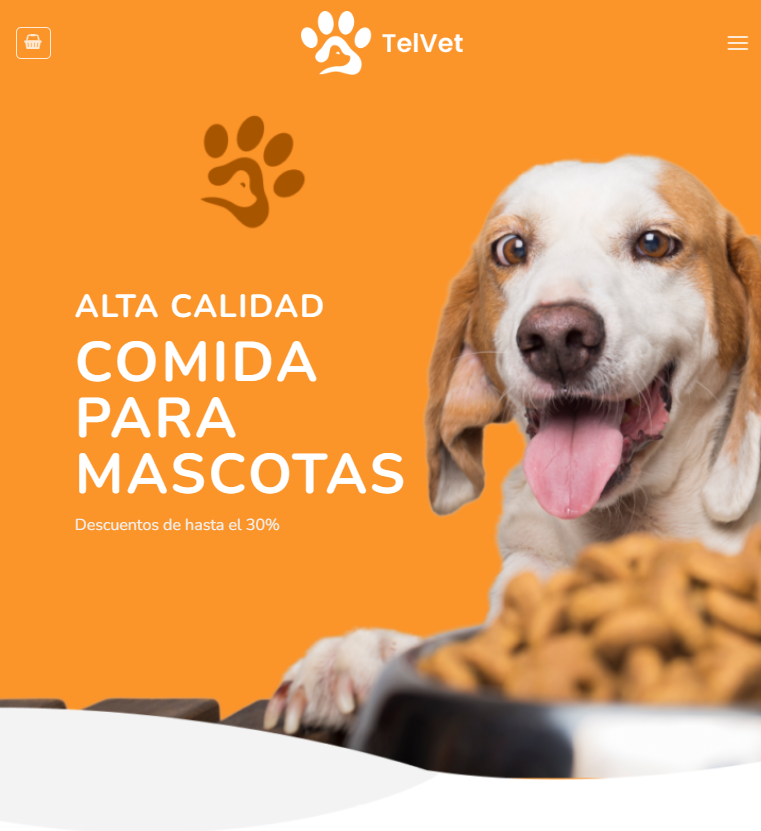 TelVet
ALTA CALIDAD
COMIDA
PARA
MASCOTAS
Descuentos de hasta el 30%